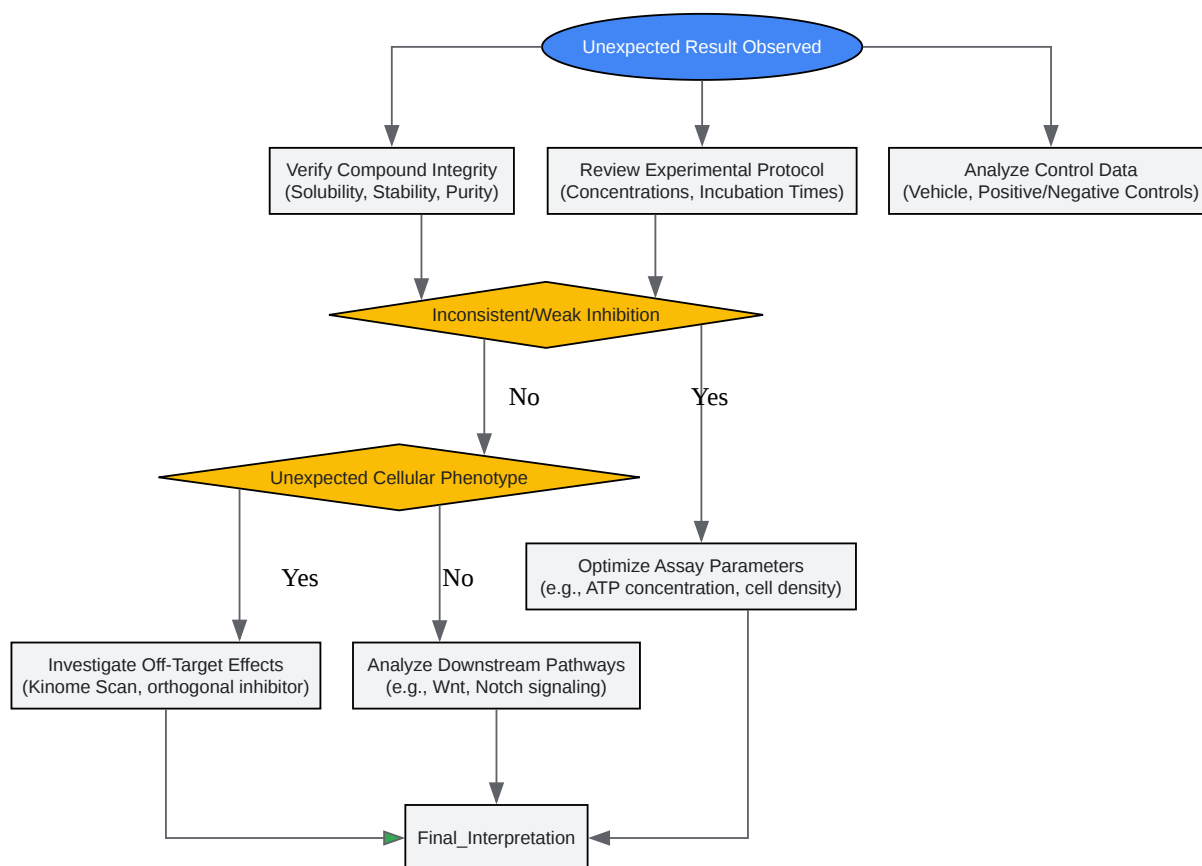 Unexpected Result Observed
Verify Compound Integrity
(Solubility, Stability, Purity)
Review Experimental Protocol
(Concentrations, Incubation Times)
Analyze Control Data
(Vehicle, Positive/Negative Controls)
Inconsistent/Weak Inhibition
No
Yes
Unexpected Cellular Phenotype
Optimize Assay Parameters
(e.g., ATP concentration, cell density)
Yes
No
Investigate Off-Target Effects
(Kinome Scan, orthogonal inhibitor)
Analyze Downstream Pathways
(e.g., Wnt, Notch signaling)
Final_Interpretation